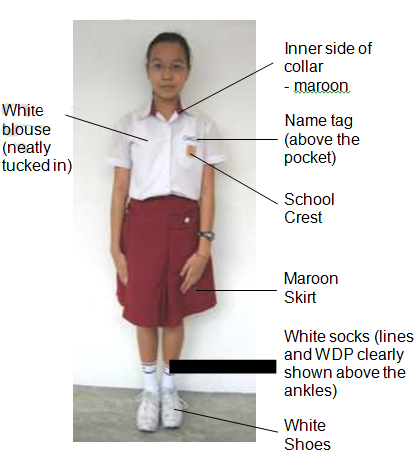 Inner side of
collar
- maroon
White
blouse
(neatly
tucked in)
Name tag
(above the
pocket)
School
Crest
Maroon
Skirt
White socks (lines
and WDP clearly
shown above the
ankles)
White
Shoes